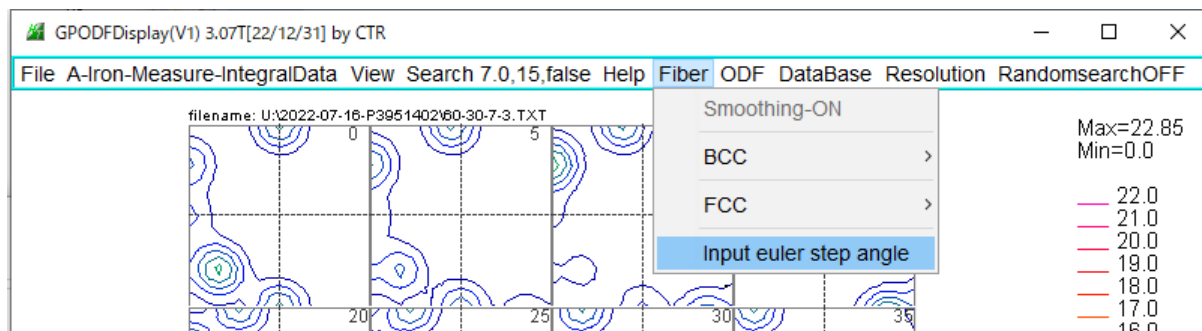 GPODFDisplay(V1) 3.07T[22/12/31] by CTR
File A-Iron-Measure-IntegralData View Search 7.0,15,false Help Fiber ODF DataBase Resolution RandomsearchOFF
filename: U:\2022-07-16-P3951402\60-30-7-3.TXT
0 5
Smoothing-ON
BCC
FCC
Input euler step angle
20 25 30 35
Max=22.85
Min=0.0
22.0
21.0
20.0
19.0
18.0
17.0
16.0